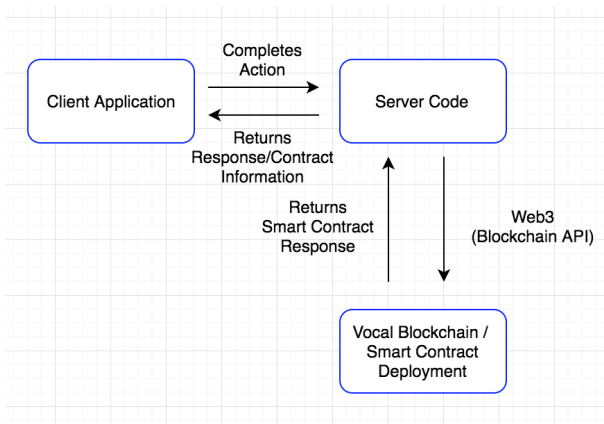 Completes
Action
Client Application
Server Code
Returns
Response/Contract
Information
Returns
Smart Contract
Response
Web3
(Blockchain API)
Vocal Blockchain /
Smart Contract
Deployment